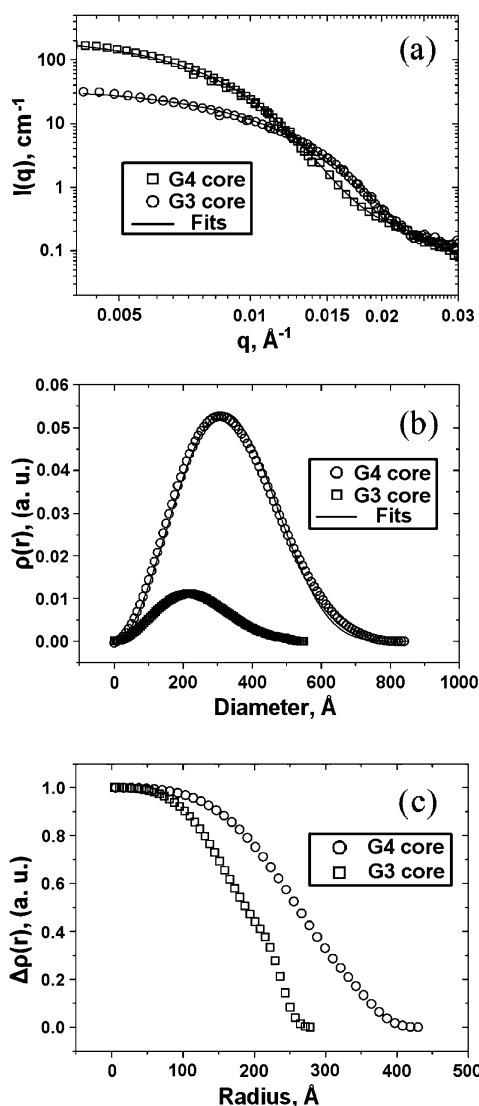 (a)
I(q), cm⁻¹
100
10
1
0.1
G4 core
G3 core
Fits
0.005 0.01 0.015 0.02 0.03
q, Å⁻¹
(b)
ρ(r), (a. u.)
0.06
0.05
0.04
0.03
0.02
0.01
0.00
G4 core
G3 core
Fits
0 200 400 600 800 1000
Diameter, Å
(c)
Δρ(r), (a. u.)
1.0
0.8
0.6
0.4
0.2
0.0
G4 core
G3 core
0 100 200 300 400 500
Radius, Å